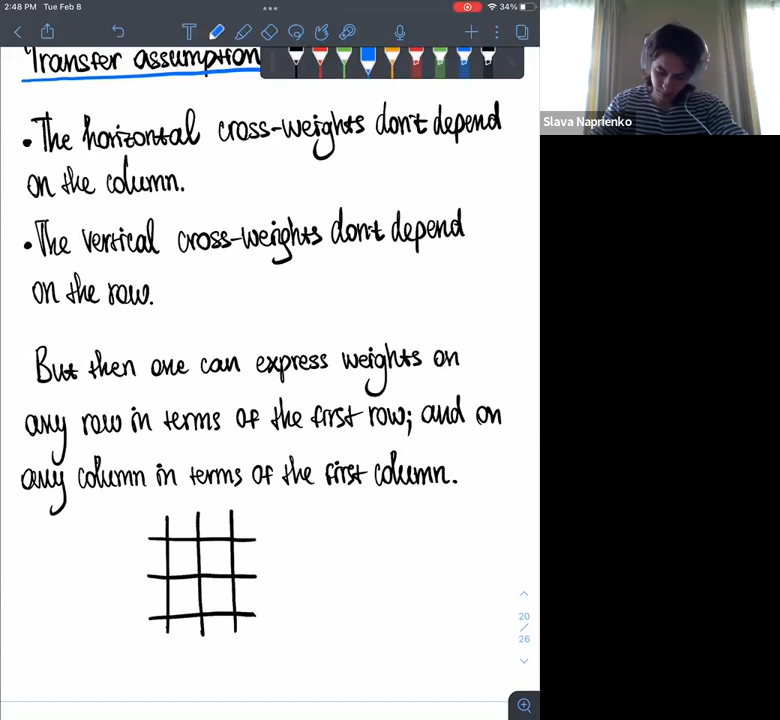 2:48 PM Tue Feb 8
34%
Transfer assumption
Slava Naprienko
• The horizontal cross-weights don't depend
on the column.
• The vertical cross-weights don't depend
on the row.
But then one can express weights on
any row in terms of the first row; and on
any column in terms of the first column.
20
/
26